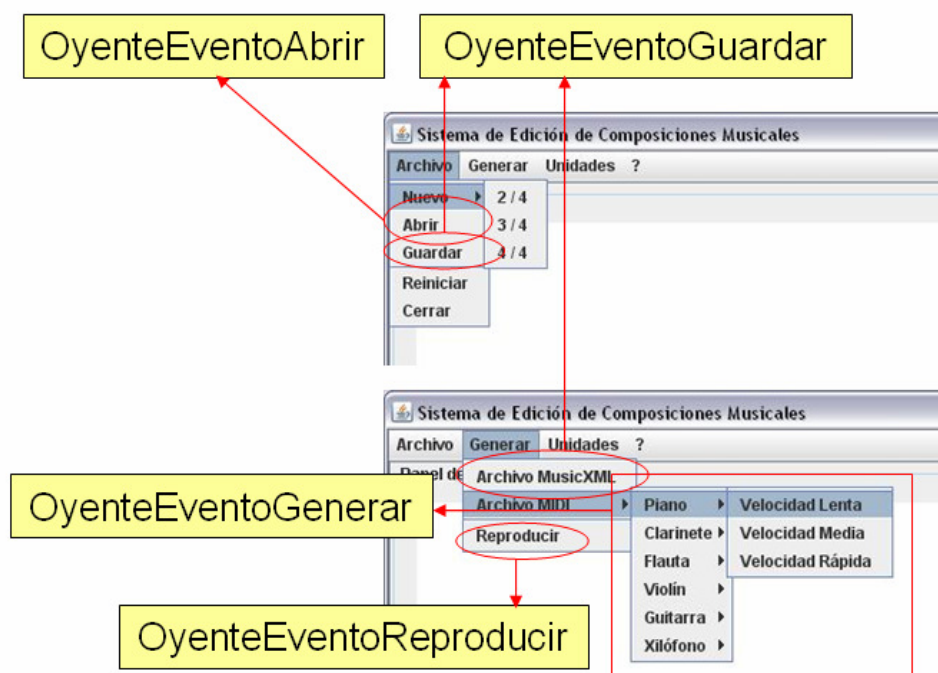 OyenteEventoAbrir
OyenteEventoGuardar
Sistema de Edición de Composiciones Musicales
Archivo Generar Unidades ?
Nuevo
2 / 4
Abrir
3 / 4
Guardar
4 / 4
Reiniciar
Cerrar
Sistema de Edición de Composiciones Musicales
Archivo Generar Unidades ?
Panel de
Archivo MusicXML
OyenteEventoGenerar
Archivo MIDI
Piano
Velocidad Lenta
Reproducir
Clarinete
Velocidad Media
Flauta
Velocidad Rápida
Violín
Guitarra
Xilófono
OyenteEventoReproducir